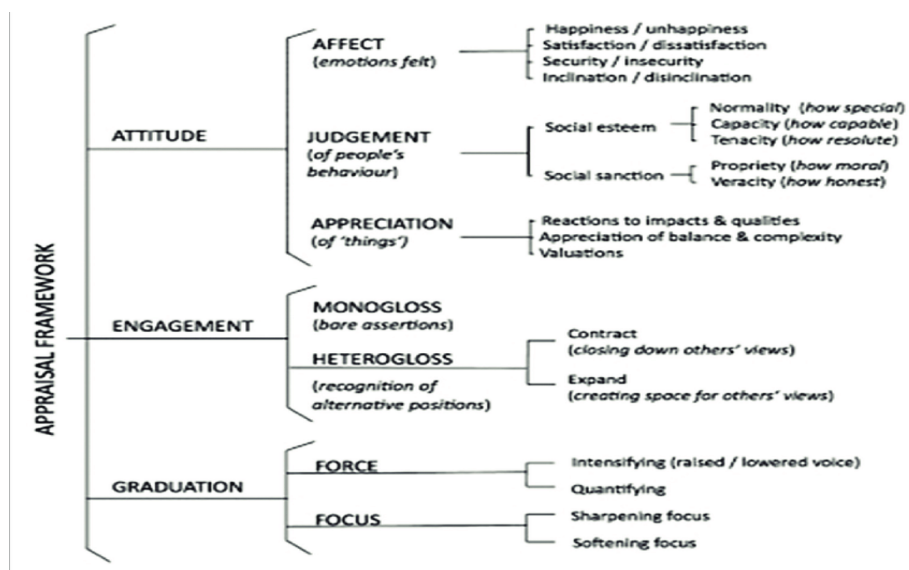 APPRAISAL FRAMEWORK
ATTITUDE
AFFECT
(emotions felt)
Happiness / unhappiness
Satisfaction / dissatisfaction
Security / insecurity
Inclination / disinclination
JUDGEMENT
(of people's
behaviour)
Social esteem
Normality (how special)
Capacity (how capable)
Tenacity (how resolute)
Social sanction
Propriety (how moral)
Veracity (how honest)
APPRECIATION
(of 'things')
Reactions to impacts & qualities
Appreciation of balance & complexity
Valuations
ENGAGEMENT
MONOGLOSS
(bare assertions)
HETEROGLOSS
(recognition of
alternative positions)
Contract
(closing down others' views)
Expand
(creating space for others' views)
GRADUATION
FORCE
Intensifying (raised / lowered voice)
Quantifying
FOCUS
Sharpening focus
Softening focus